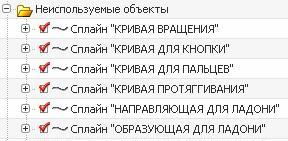 Неиспользуемые объекты
Сплайн "КРИВАЯ ВРАЩЕНИЯ"
Сплайн "КРИВАЯ ДЛЯ КНОПКИ"
Сплайн "КРИВАЯ ДЛЯ ПАЛЬЦЕВ"
Сплайн "КРИВАЯ ПРОТЯГГИВАНИЯ"
Сплайн "НАПРАВЛЯЮЩАЯ ДЛЯ ЛАДОНИ"
Сплайн "ОБРАЗУЮЩАЯ ДЛЯ ЛАДОНИ"